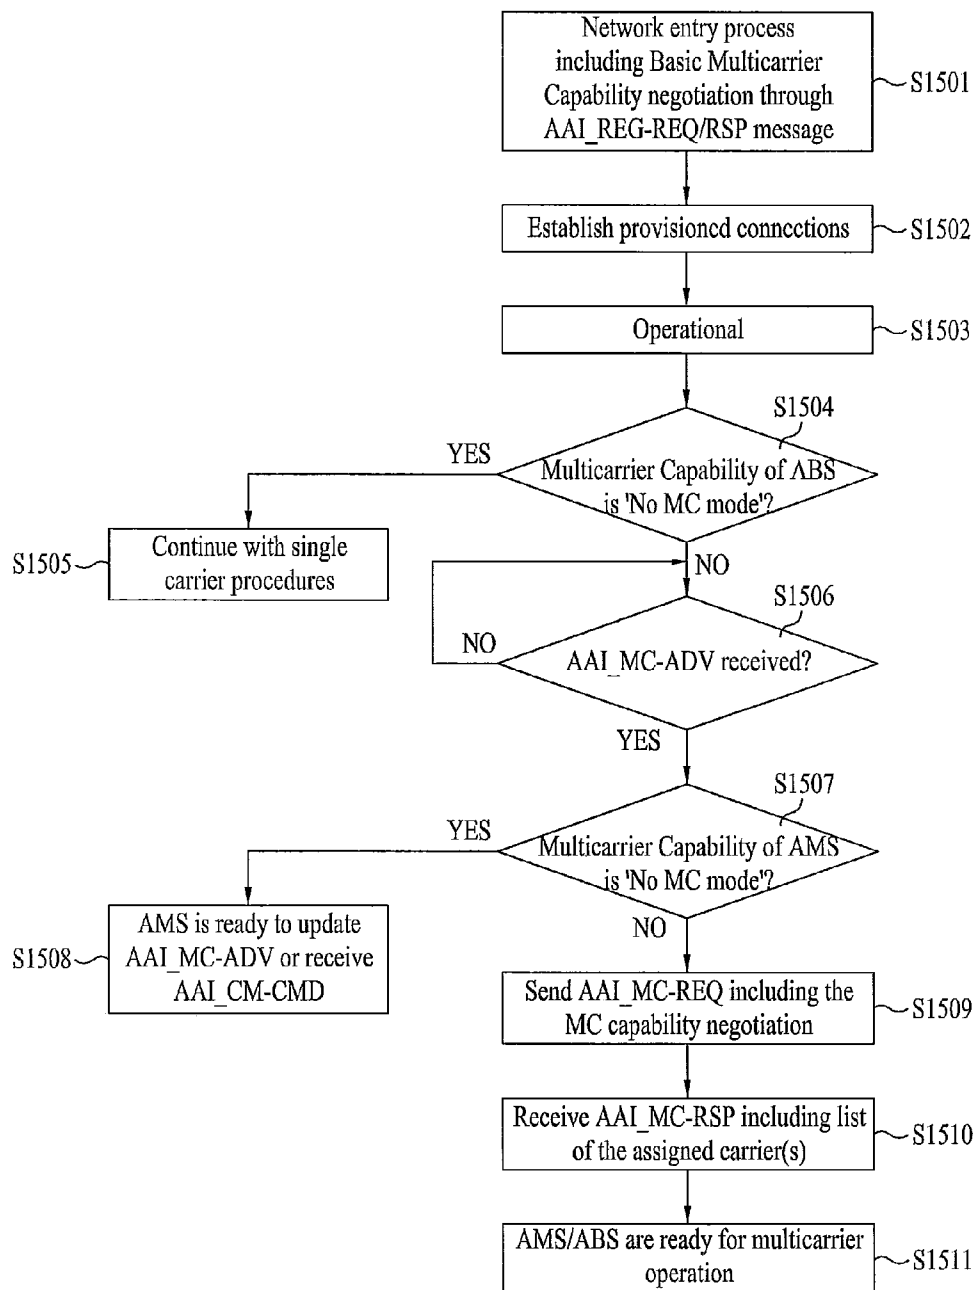 Network entry process
including Basic Multicarrier
Capability negotiation through
AAI_REG-REQ/RSP message
S1501
Establish provisioned connections
S1502
Operational
S1503
S1504
YES
Multicarrier Capability of ABS
is 'No MC mode'?
S1505
Continue with single
carrier procedures
NO
S1506
NO
AAI_MC-ADV received?
YES
S1507
YES
Multicarrier Capability of AMS
is 'No MC mode'?
NO
S1508
AMS is ready to update
AAI_MC-ADV or receive
AAI_CM-CMD
Send AAI_MC-REQ including the
MC capability negotiation
S1509
Receive AAI_MC-RSP including list
of the assigned carrier(s)
S1510
AMS/ABS are ready for multicarrier
operation
S1511